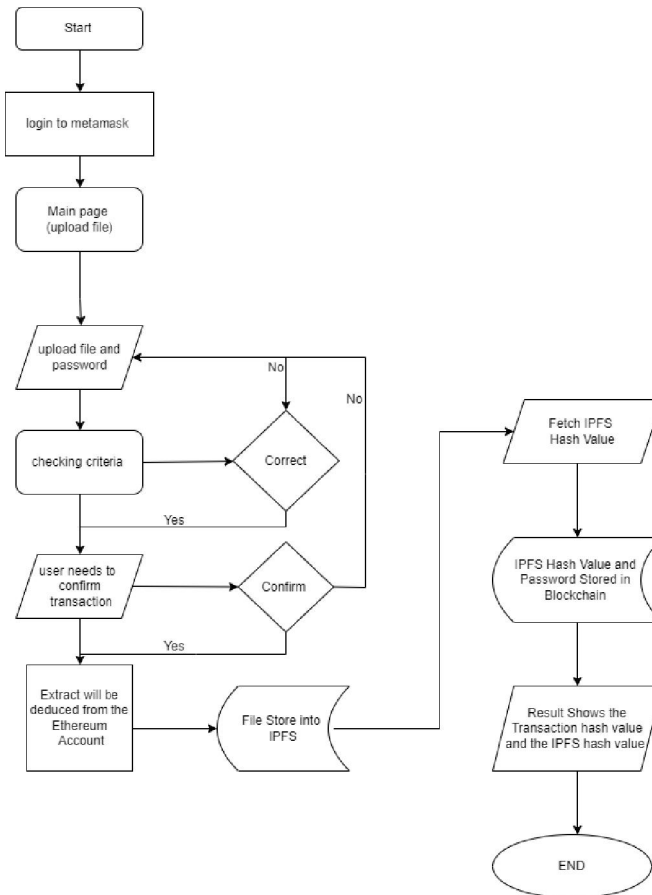 Start
login to metamask
Main page
(upload file)
upload file and
password
No
No
checking criteria
Correct
Yes
user needs to
confirm
transaction
Confirm
Yes
Extract will be
deduced from the
Ethereum
Account
File Store into
IPFS
Fetch IPFS
Hash Value
IPFS Hash Value and
Password Stored in
Blockchain
Result Shows the
Transaction hash value
and the IPFS hash value
END